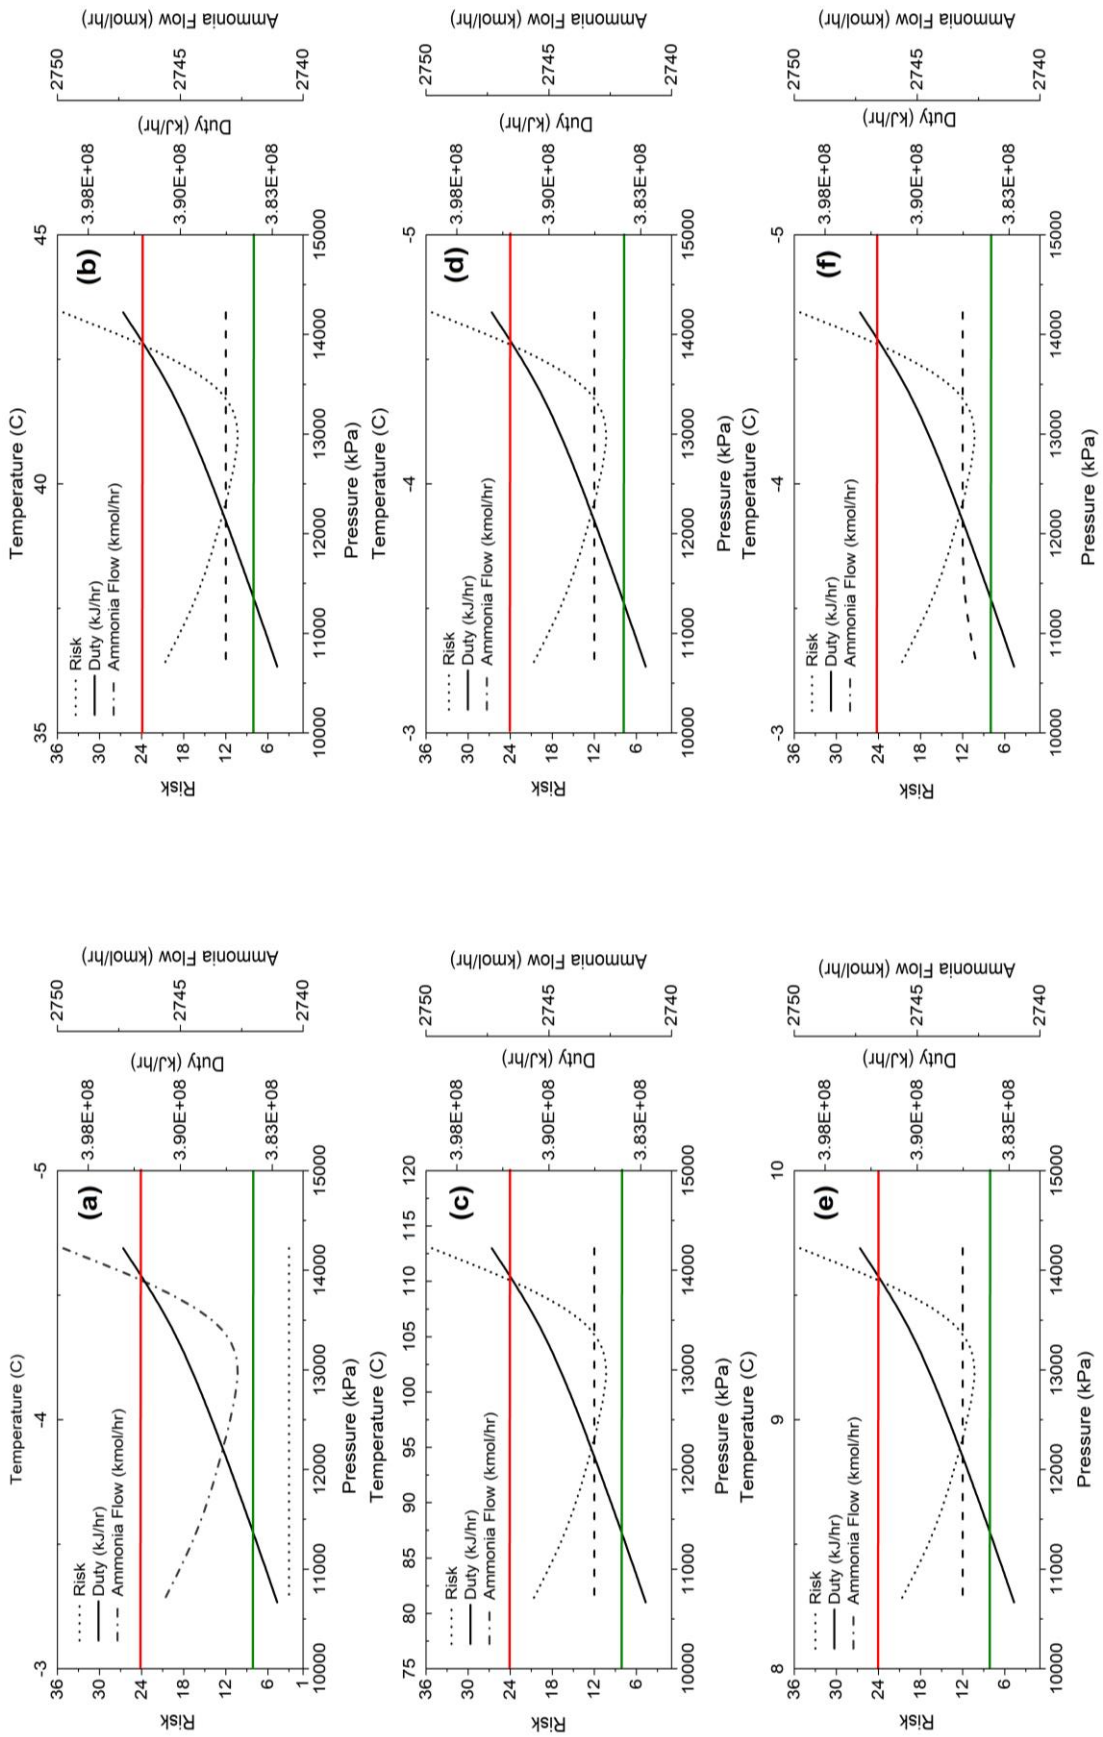 Temperature (C)
-3
-4
-5
(a)
Risk
Duty (kJ/hr)
Ammonia Flow (kmol/hr)
36
30
24
18
12
6
1
Risk
10000
11000
12000
13000
14000
15000
Pressure (kPa)
3.98E+08
3.90E+08
3.83E+08
Duty (kJ/hr)
2750
2745
2740
Ammonia Flow (kmol/hr)
Temperature (C)
35
40
45
(b)
Risk
Duty (kJ/hr)
Ammonia Flow (kmol/hr)
36
30
24
18
12
6
Risk
10000
11000
12000
13000
14000
15000
Pressure (kPa)
3.98E+08
3.90E+08
3.83E+08
Duty (kJ/hr)
2750
2745
2740
Ammonia Flow (kmol/hr)
Temperature (C)
75
80
85
90
95
100
105
110
115
120
(c)
Risk
Duty (kJ/hr)
Ammonia Flow (kmol/hr)
36
30
24
18
12
6
Risk
10000
11000
12000
13000
14000
15000
Pressure (kPa)
3.98E+08
3.90E+08
3.83E+08
Duty (kJ/hr)
2750
2745
2740
Ammonia Flow (kmol/hr)
Temperature (C)
-3
-4
-5
(d)
Risk
Duty (kJ/hr)
Ammonia Flow (kmol/hr)
36
30
24
18
12
6
Risk
10000
11000
12000
13000
14000
15000
Pressure (kPa)
3.98E+08
3.90E+08
3.83E+08
Duty (kJ/hr)
2750
2745
2740
Ammonia Flow (kmol/hr)
Temperature (C)
8
9
10
(e)
Risk
Duty (kJ/hr)
Ammonia Flow (kmol/hr)
36
30
24
18
12
6
Risk
10000
11000
12000
13000
14000
15000
Pressure (kPa)
3.98E+08
3.90E+08
3.83E+08
Duty (kJ/hr)
2750
2745
2740
Ammonia Flow (kmol/hr)
Temperature (C)
-3
-4
-5
(f)
Risk
Duty (kJ/hr)
Ammonia Flow (kmol/hr)
36
30
24
18
12
6
Risk
10000
11000
12000
13000
14000
15000
Pressure (kPa)
3.98E+08
3.90E+08
3.83E+08
Duty (kJ/hr)
2750
2745
2740
Ammonia Flow (kmol/hr)